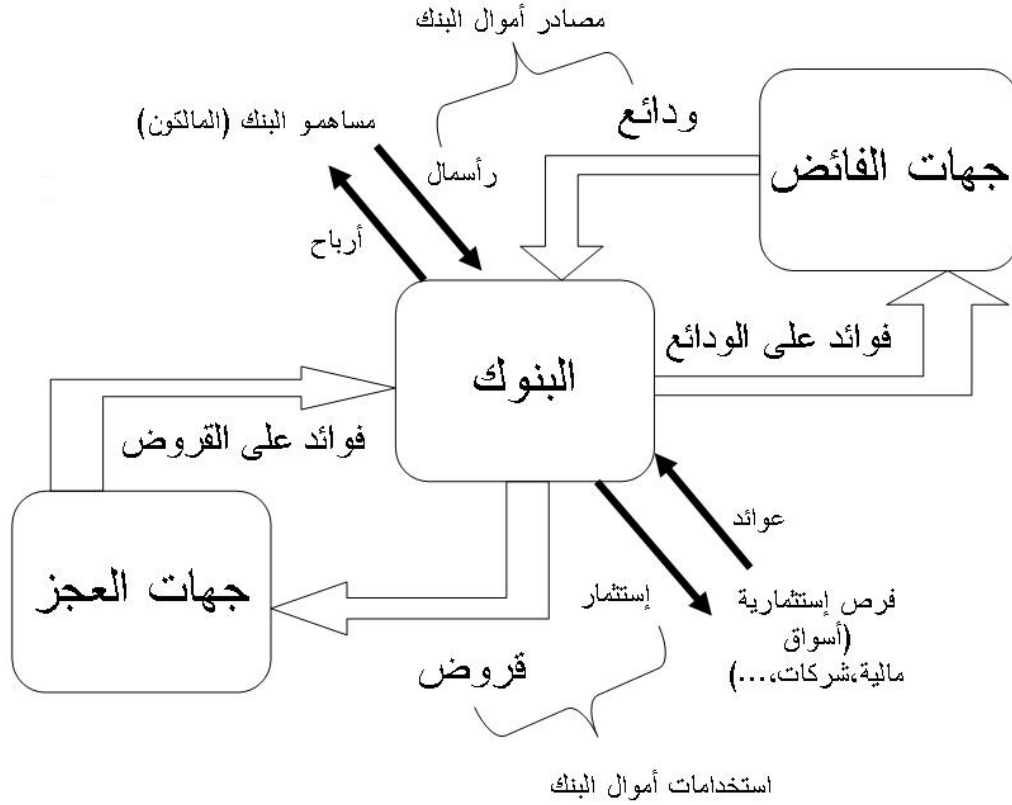 مصادر أموال البنك
ودائع
جهات الفائض
مساهمو البنك (المالكون)
رأسمال
أرباح
فوائد على الودائع
البنوك
فوائد على القروض
عوائد
جهات العجز
إستثمار
فرص إستثمارية
(أسواق
مالية،شركات،...)
قروض
استخدامات أموال البنك